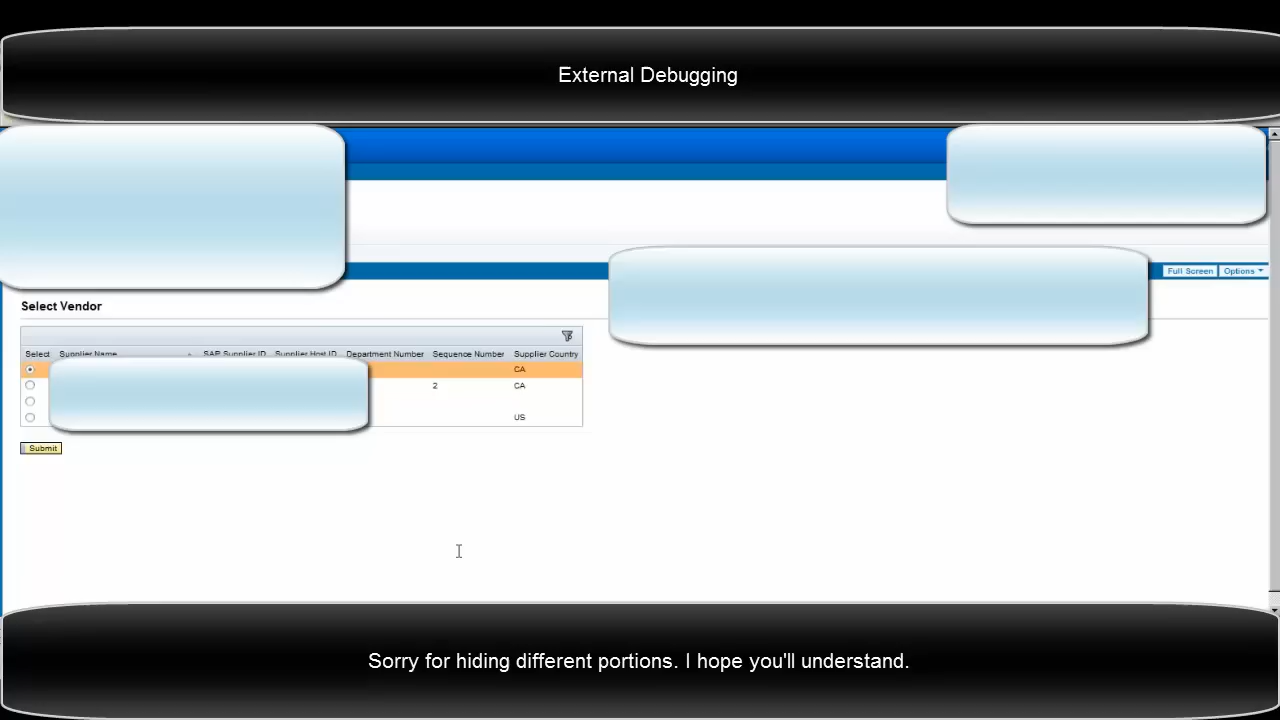 External Debugging
Full Screen Options
Select Vendor
Select Supplier Name SAP Supplier ID Supplier Host ID Department Number Sequence Number Supplier Country
CA
2 CA
US
Submit
Sorry for hiding different portions. I hope you'll understand.